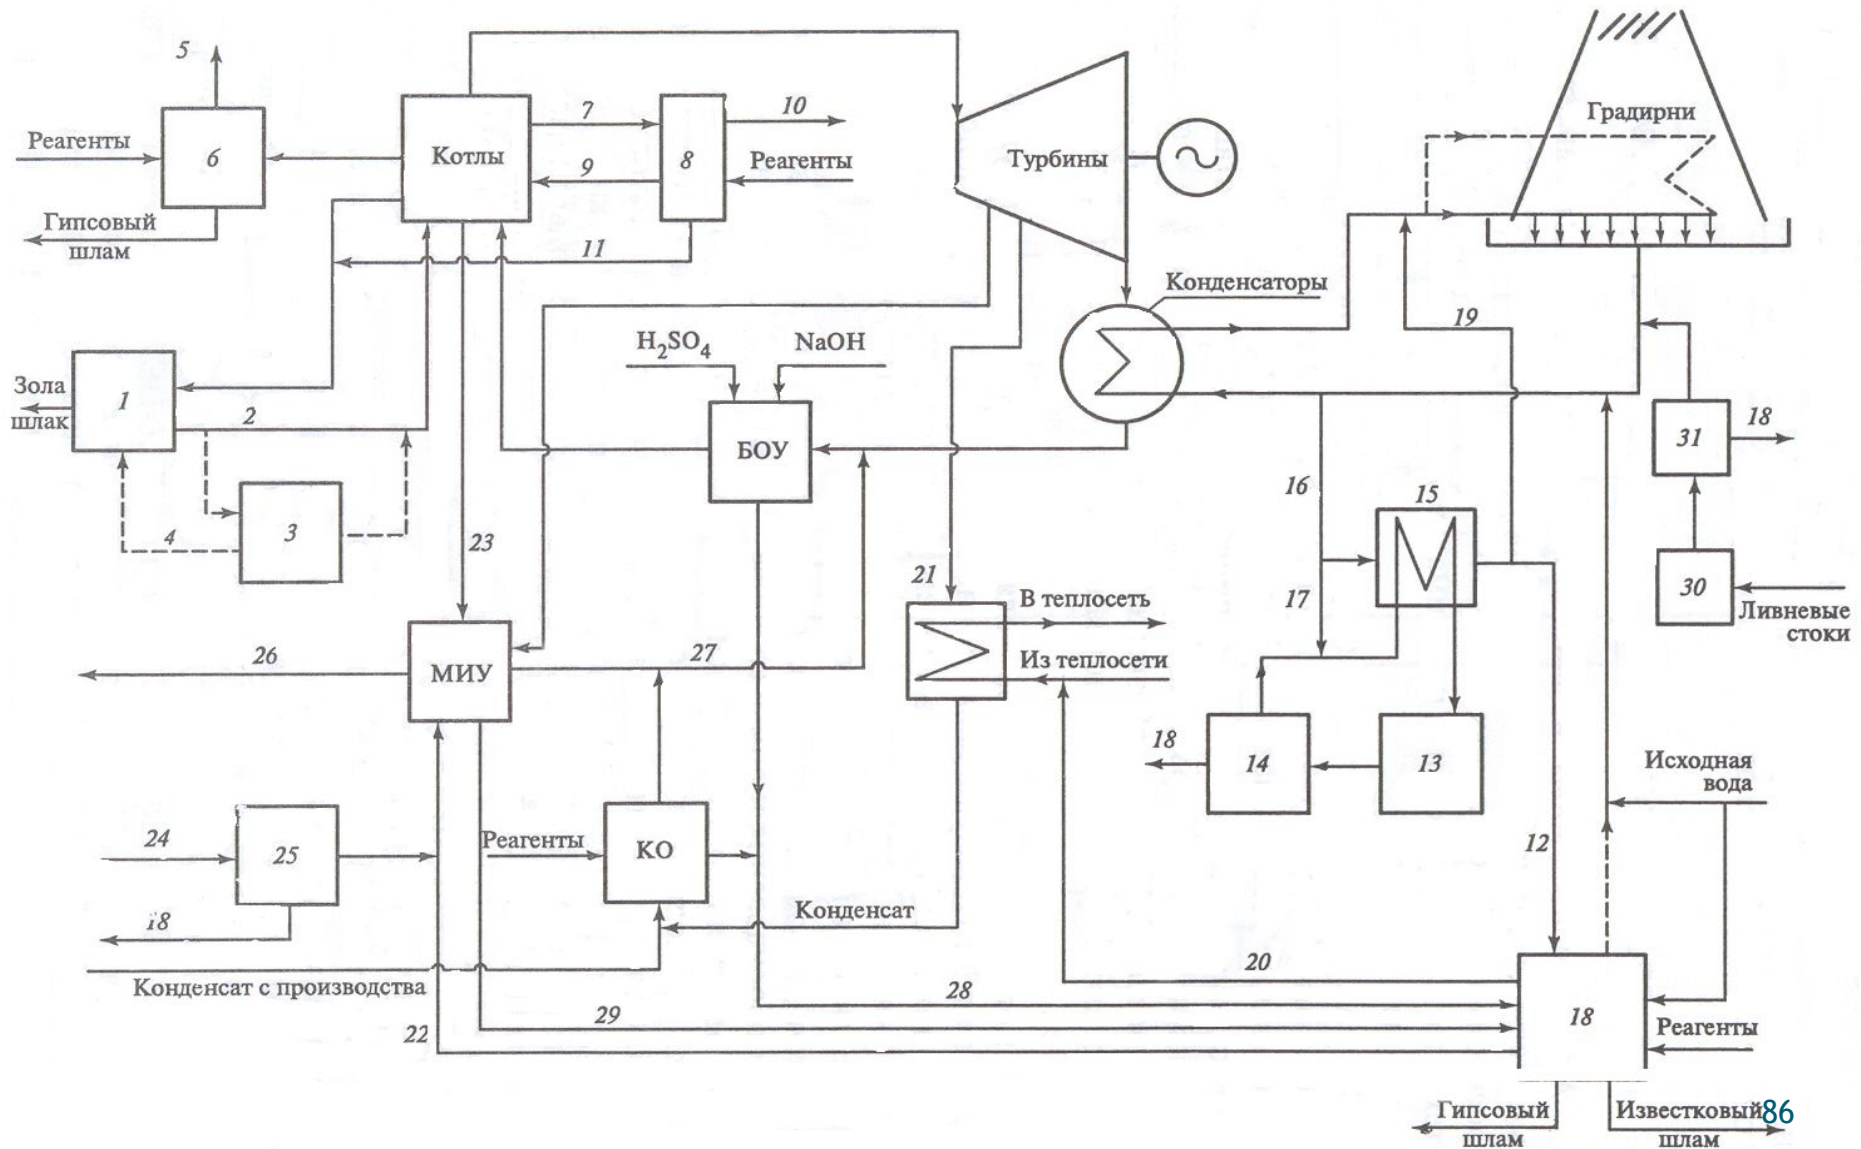 5
Реагенты
6
Гипсовый
шлам
Котлы
7
8
9
10
Реагенты
11
Турбины
Градирни
Конденсаторы
19
Зола
шлак
1
2
3
4
H2SO4
NaOH
БОУ
23
16
15
17
31
18
30
Ливневые
стоки
21
В теплосеть
Из теплосети
26
МИУ
27
18
14
13
Исходная
вода
24
25
18
Реагенты
КО
Конденсат
12
Конденсат с производства
20
28
29
22
18
Реагенты
Гипсовый
шлам
Известковый
шлам
86